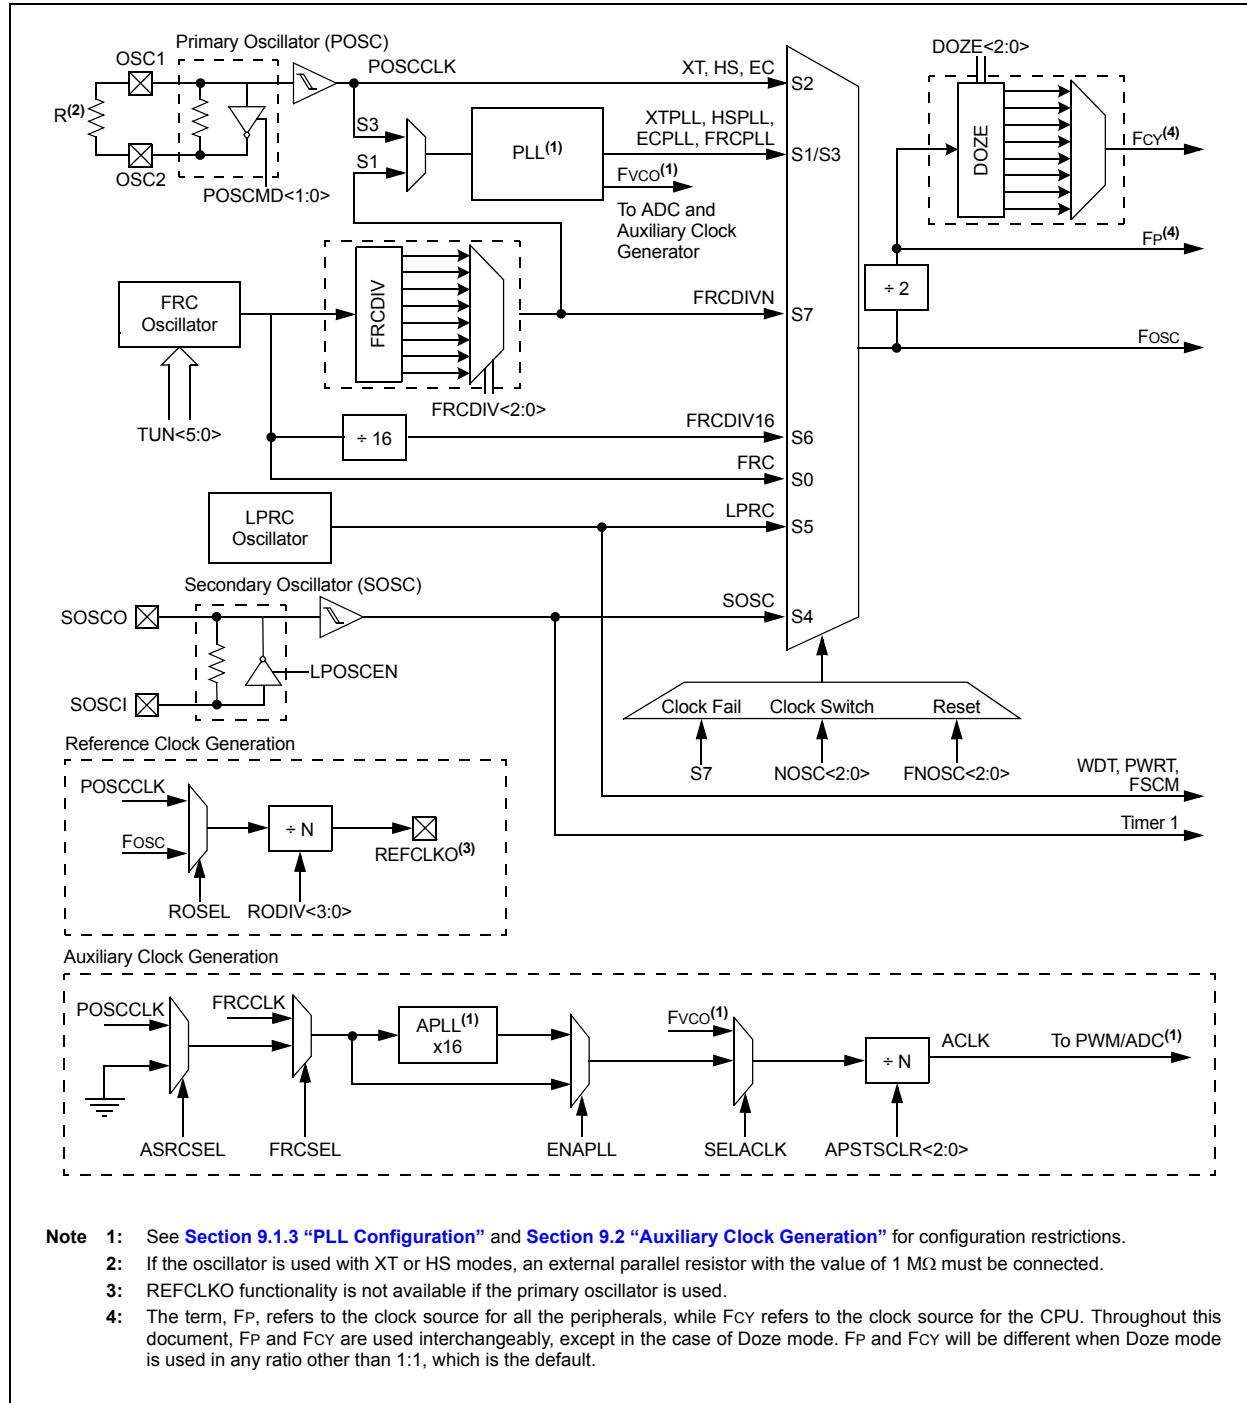 Primary Oscillator (POSC)
OSC1
R(2)
OSC2
POSCMD<1:0>
POSCCLK
XT, HS, EC
S2
S3
S1
PLL(1)
XTPLL, HSPLL,
ECPLL, FRCPLL
S1/S3
FVCO(1)
To ADC and
Auxiliary Clock
Generator
DOZE<2:0>
DOZE
FCY(4)
FP(4)
÷ 2
FOSC
FRC
Oscillator
TUN<5:0>
FRCDIV
FRCDIV<2:0>
FRCDIVN
S7
÷ 16
FRCDIV16
S6
FRC
S0
LPRC
Oscillator
LPRC
S5
Secondary Oscillator (SOSC)
SOSCO
SOSCI
LPOSCEN
SOSC
S4
Clock Fail
Clock Switch
Reset
S7
NOSC<2:0>
FNOSC<2:0>
WDT, PWRT,
FSCM
Timer 1
Reference Clock Generation
POSCCLK
FOSC
÷ N
REFCLKO(3)
ROSEL
RODIV<3:0>
Auxiliary Clock Generation
POSCCLK
FRCCLK
APLL(1)
x16
FVCO(1)
÷ N
ACLK
To PWM/ADC(1)
ASRCSEL
FRCSEL
ENAPLL
SELACLK
APSTSCLR<2:0>
Note 1: See Section 9.1.3 “PLL Configuration” and Section 9.2 “Auxiliary Clock Generation” for configuration restrictions.
2: If the oscillator is used with XT or HS modes, an external parallel resistor with the value of 1 MΩ must be connected.
3: REFCLKO functionality is not available if the primary oscillator is used.
4: The term, FP, refers to the clock source for all the peripherals, while FCY refers to the clock source for the CPU. Throughout this
document, FP and FCY are used interchangeably, except in the case of Doze mode. FP and FCY will be different when Doze mode
is used in any ratio other than 1:1, which is the default.